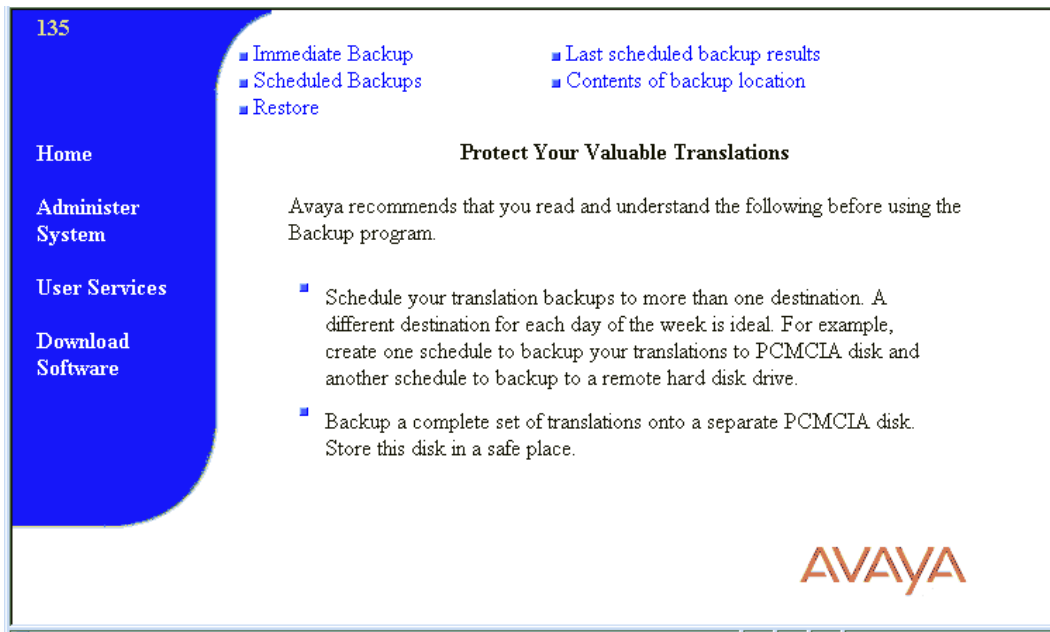 135
Immediate Backup
Scheduled Backups
Restore
Last scheduled backup results
Contents of backup location
Home
Administer
System
User Services
Download
Software
Protect Your Valuable Translations
Avaya recommends that you read and understand the following before using the
Backup program.
Schedule your translation backups to more than one destination. A
different destination for each day of the week is ideal. For example,
create one schedule to backup your translations to PCMCIA disk and
another schedule to backup to a remote hard disk drive.
Backup a complete set of translations onto a separate PCMCIA disk.
Store this disk in a safe place.
AVAYA